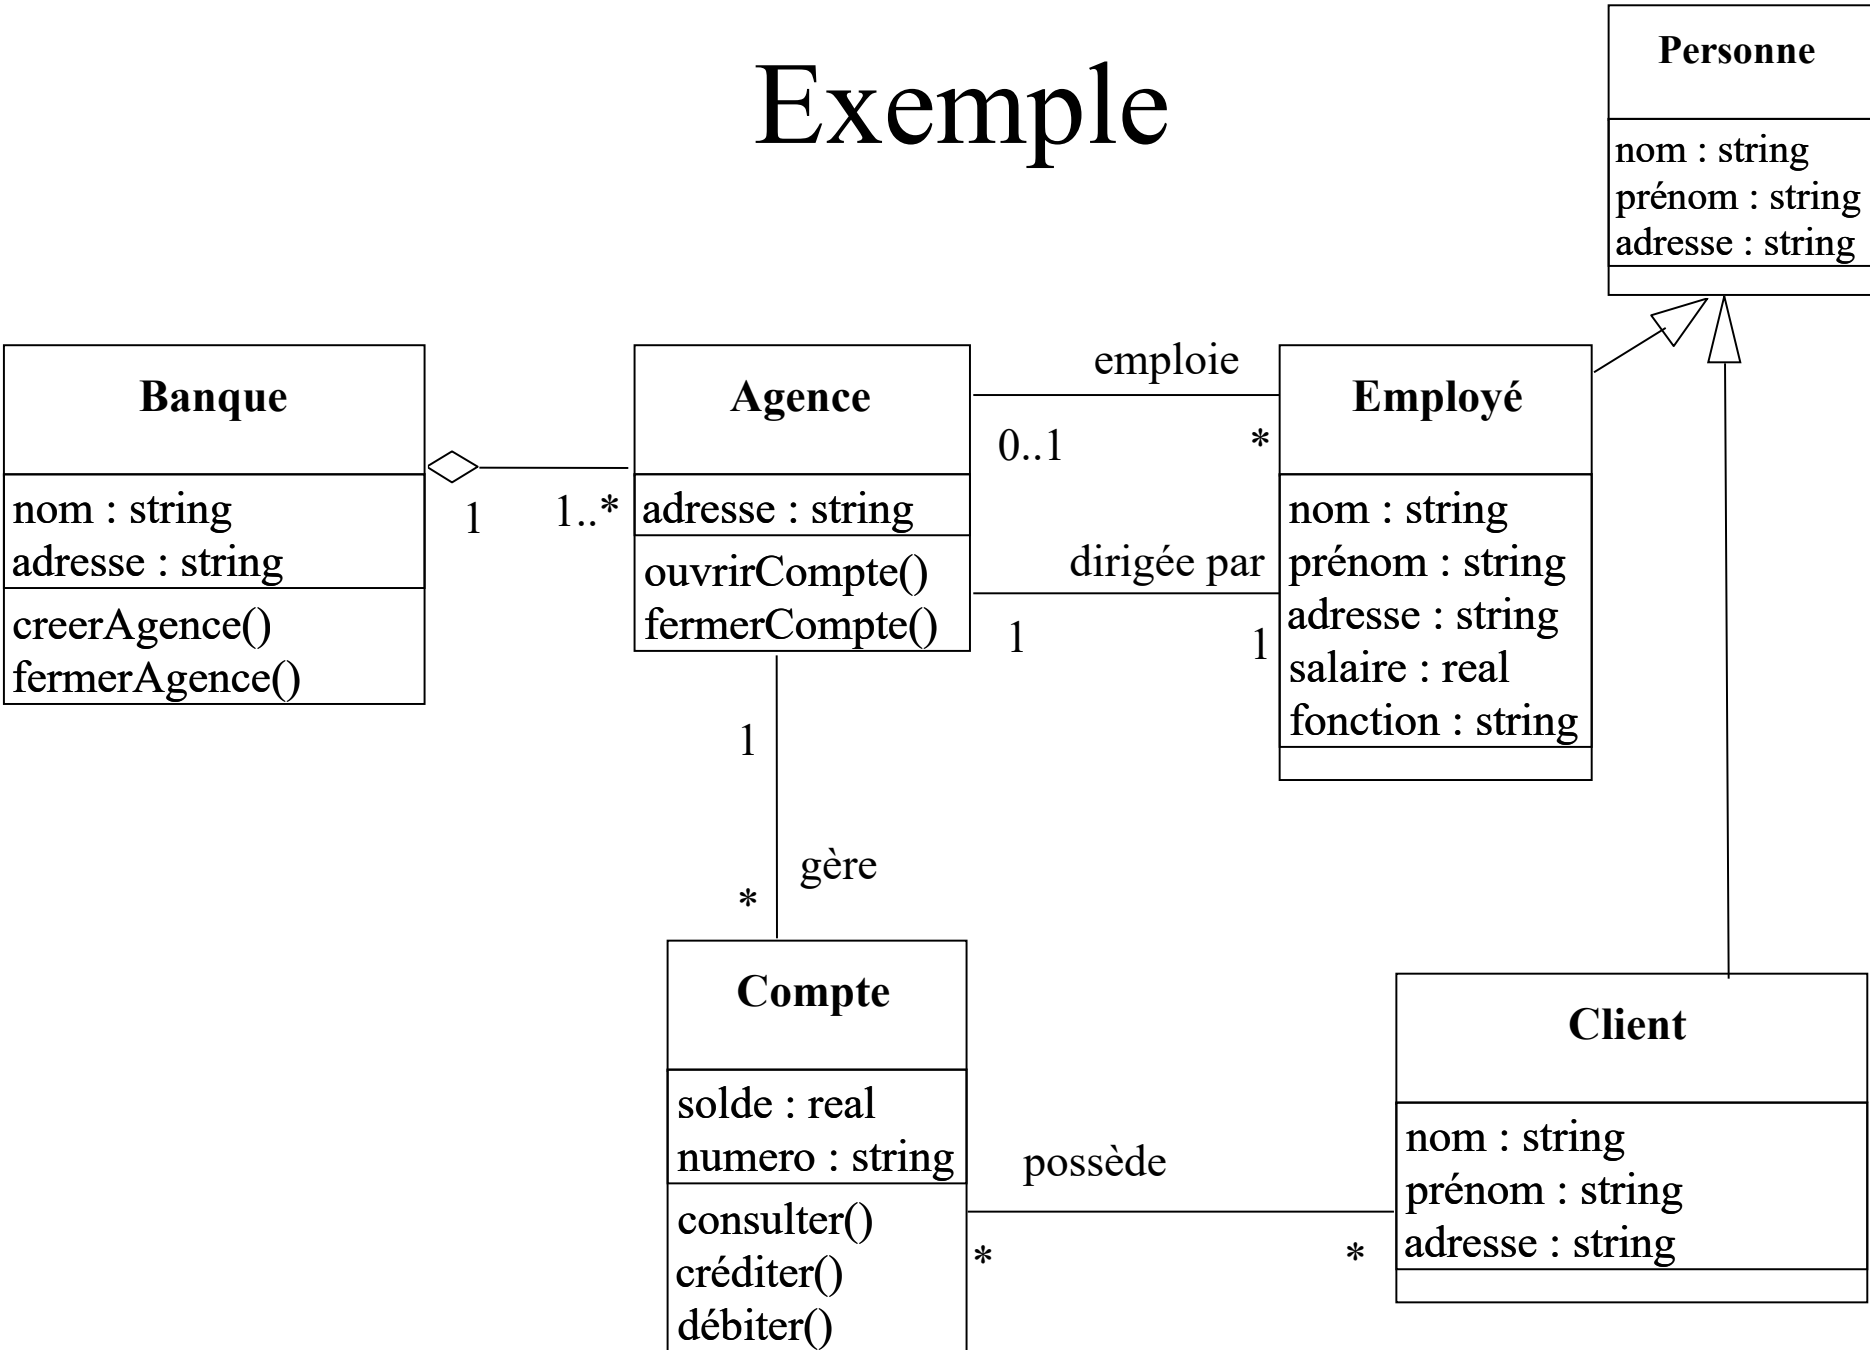 Exemple
Personne
nom : string
prénom : string
adresse : string
Banque
nom : string
adresse : string
creerAgence()
fermerAgence()
1
1..*
Agence
adresse : string
ouvrirCompte()
fermerCompte()
emploie
0..1
*
dirigée par
1
1
Employé
nom : string
prénom : string
adresse : string
salaire : real
fonction : string
1
gère
*
Compte
solde : real
numero : string
consulter()
créditer()
débiter()
possède
*
*
Client
nom : string
prénom : string
adresse : string